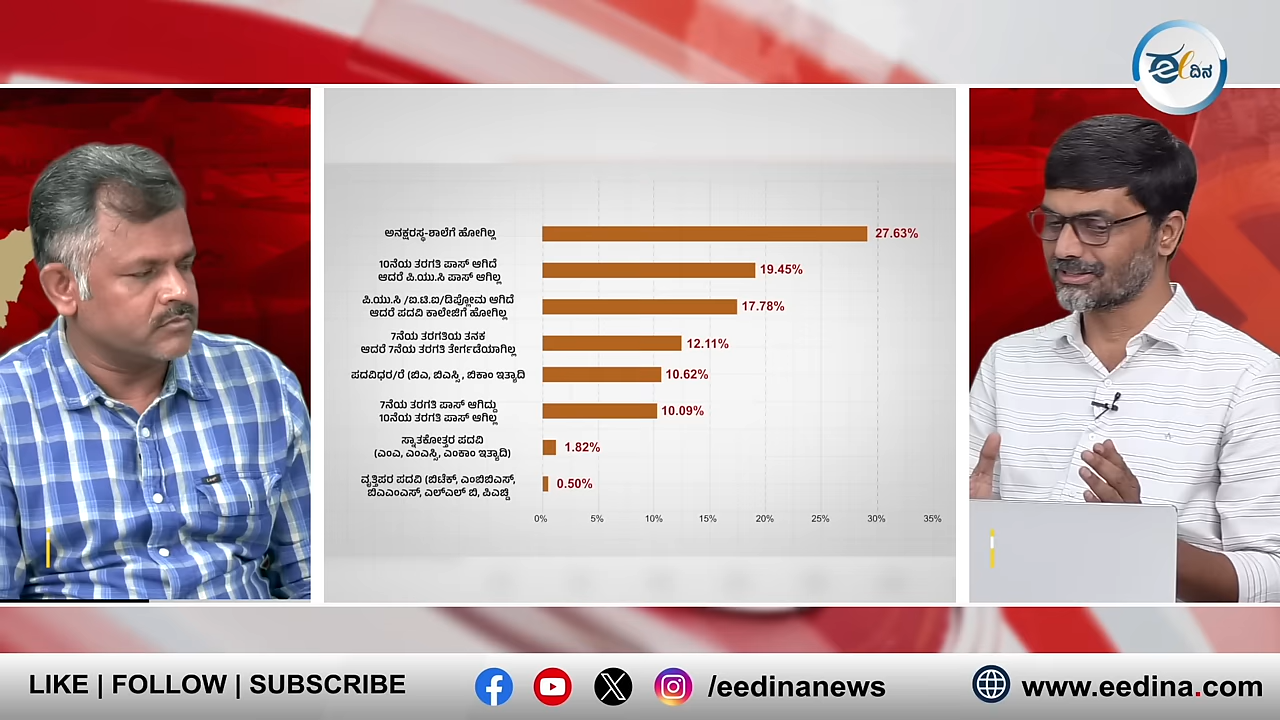 ಈ ದಿನ
ಅನಕ್ಷರಸ್ಥ-ಶಾಲೆಗೆ ಹೋಗಿಲ್ಲ
27.63%
10ನೆಯ ತರಗತಿ ಪಾಸ್ ಆಗಿದೆ
ಆದರೆ ಪಿ.ಯು.ಸಿ ಪಾಸ್ ಆಗಿಲ್ಲ
19.45%
ಪಿ.ಯು.ಸಿ /ಐ.ಟಿ.ಐ/ಡಿಪ್ಲೋಮ ಆಗಿದೆ
ಆದರೆ ಪದವಿ ಕಾಲೇಜಿಗೆ ಹೋಗಿಲ್ಲ
17.78%
7ನೆಯ ತರಗತಿಯ ತನಕ
ಆದರೆ 7ನೆಯ ತರಗತಿ ತೇರ್ಗಡೆಯಾಗಿಲ್ಲ
12.11%
ಪದವಿಧರ/ರೆ (ಬಿಎ, ಬಿಎಸ್ಸಿ, ಬಿಕಾಂ ಇತ್ಯಾದಿ
10.62%
7ನೆಯ ತರಗತಿ ಪಾಸ್ ಆಗಿದ್ದು
10ನೆಯ ತರಗತಿ ಪಾಸ್ ಆಗಿಲ್ಲ
10.09%
ಸ್ನಾತಕೋತ್ತರ ಪದವಿ
(ಎಂಎ, ಎಂಎಸ್ಸಿ, ಎಂಕಾಂ ಇತ್ಯಾದಿ)
1.82%
ವೃತ್ತಿಪರ ಪದವಿ (ಬಿಟೆಕ್, ಎಂಬಿಬಿಎಸ್,
ಬಿಎಎಂಎಸ್, ಎಲ್ಎಲ್ ಬಿ, ಪಿಎಚ್ಡಿ
0.50%
0% 5% 10% 15% 20% 25% 30% 35%
LIKE | FOLLOW | SUBSCRIBE
/eedinanews
www.eedina.com